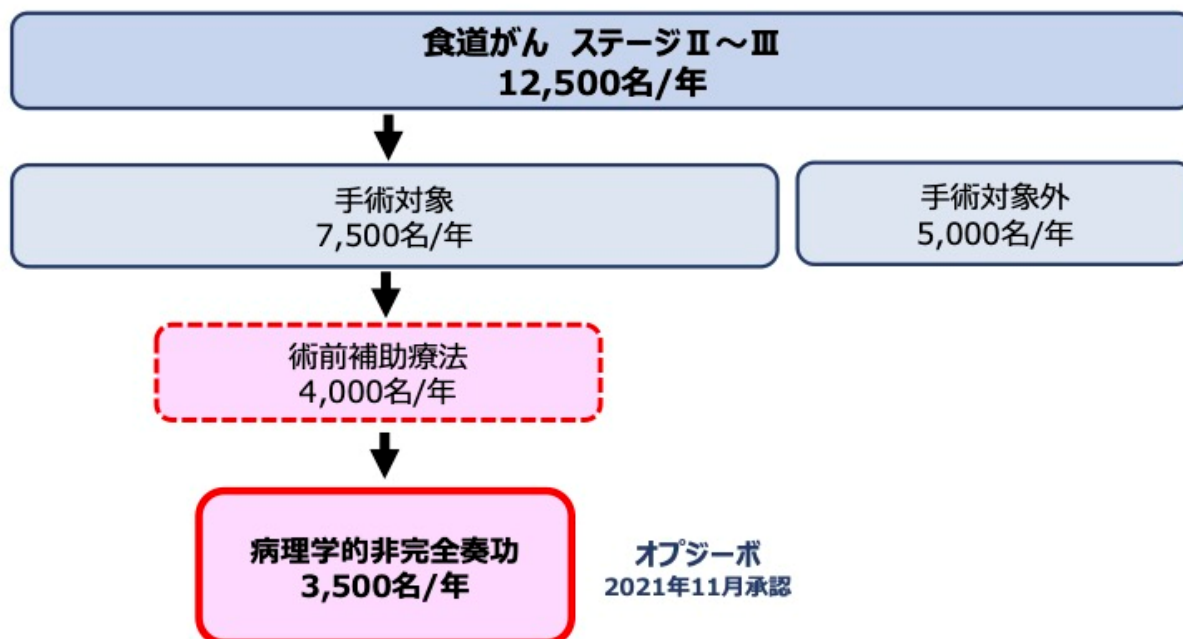 食道がん ステージⅡ～Ⅲ
12,500名/年
手術対象
7,500名/年
手術対象外
5,000名/年
術前補助療法
4,000名/年
病理学的非完全奏功
3,500名/年
オプジーボ
2021年11月承認